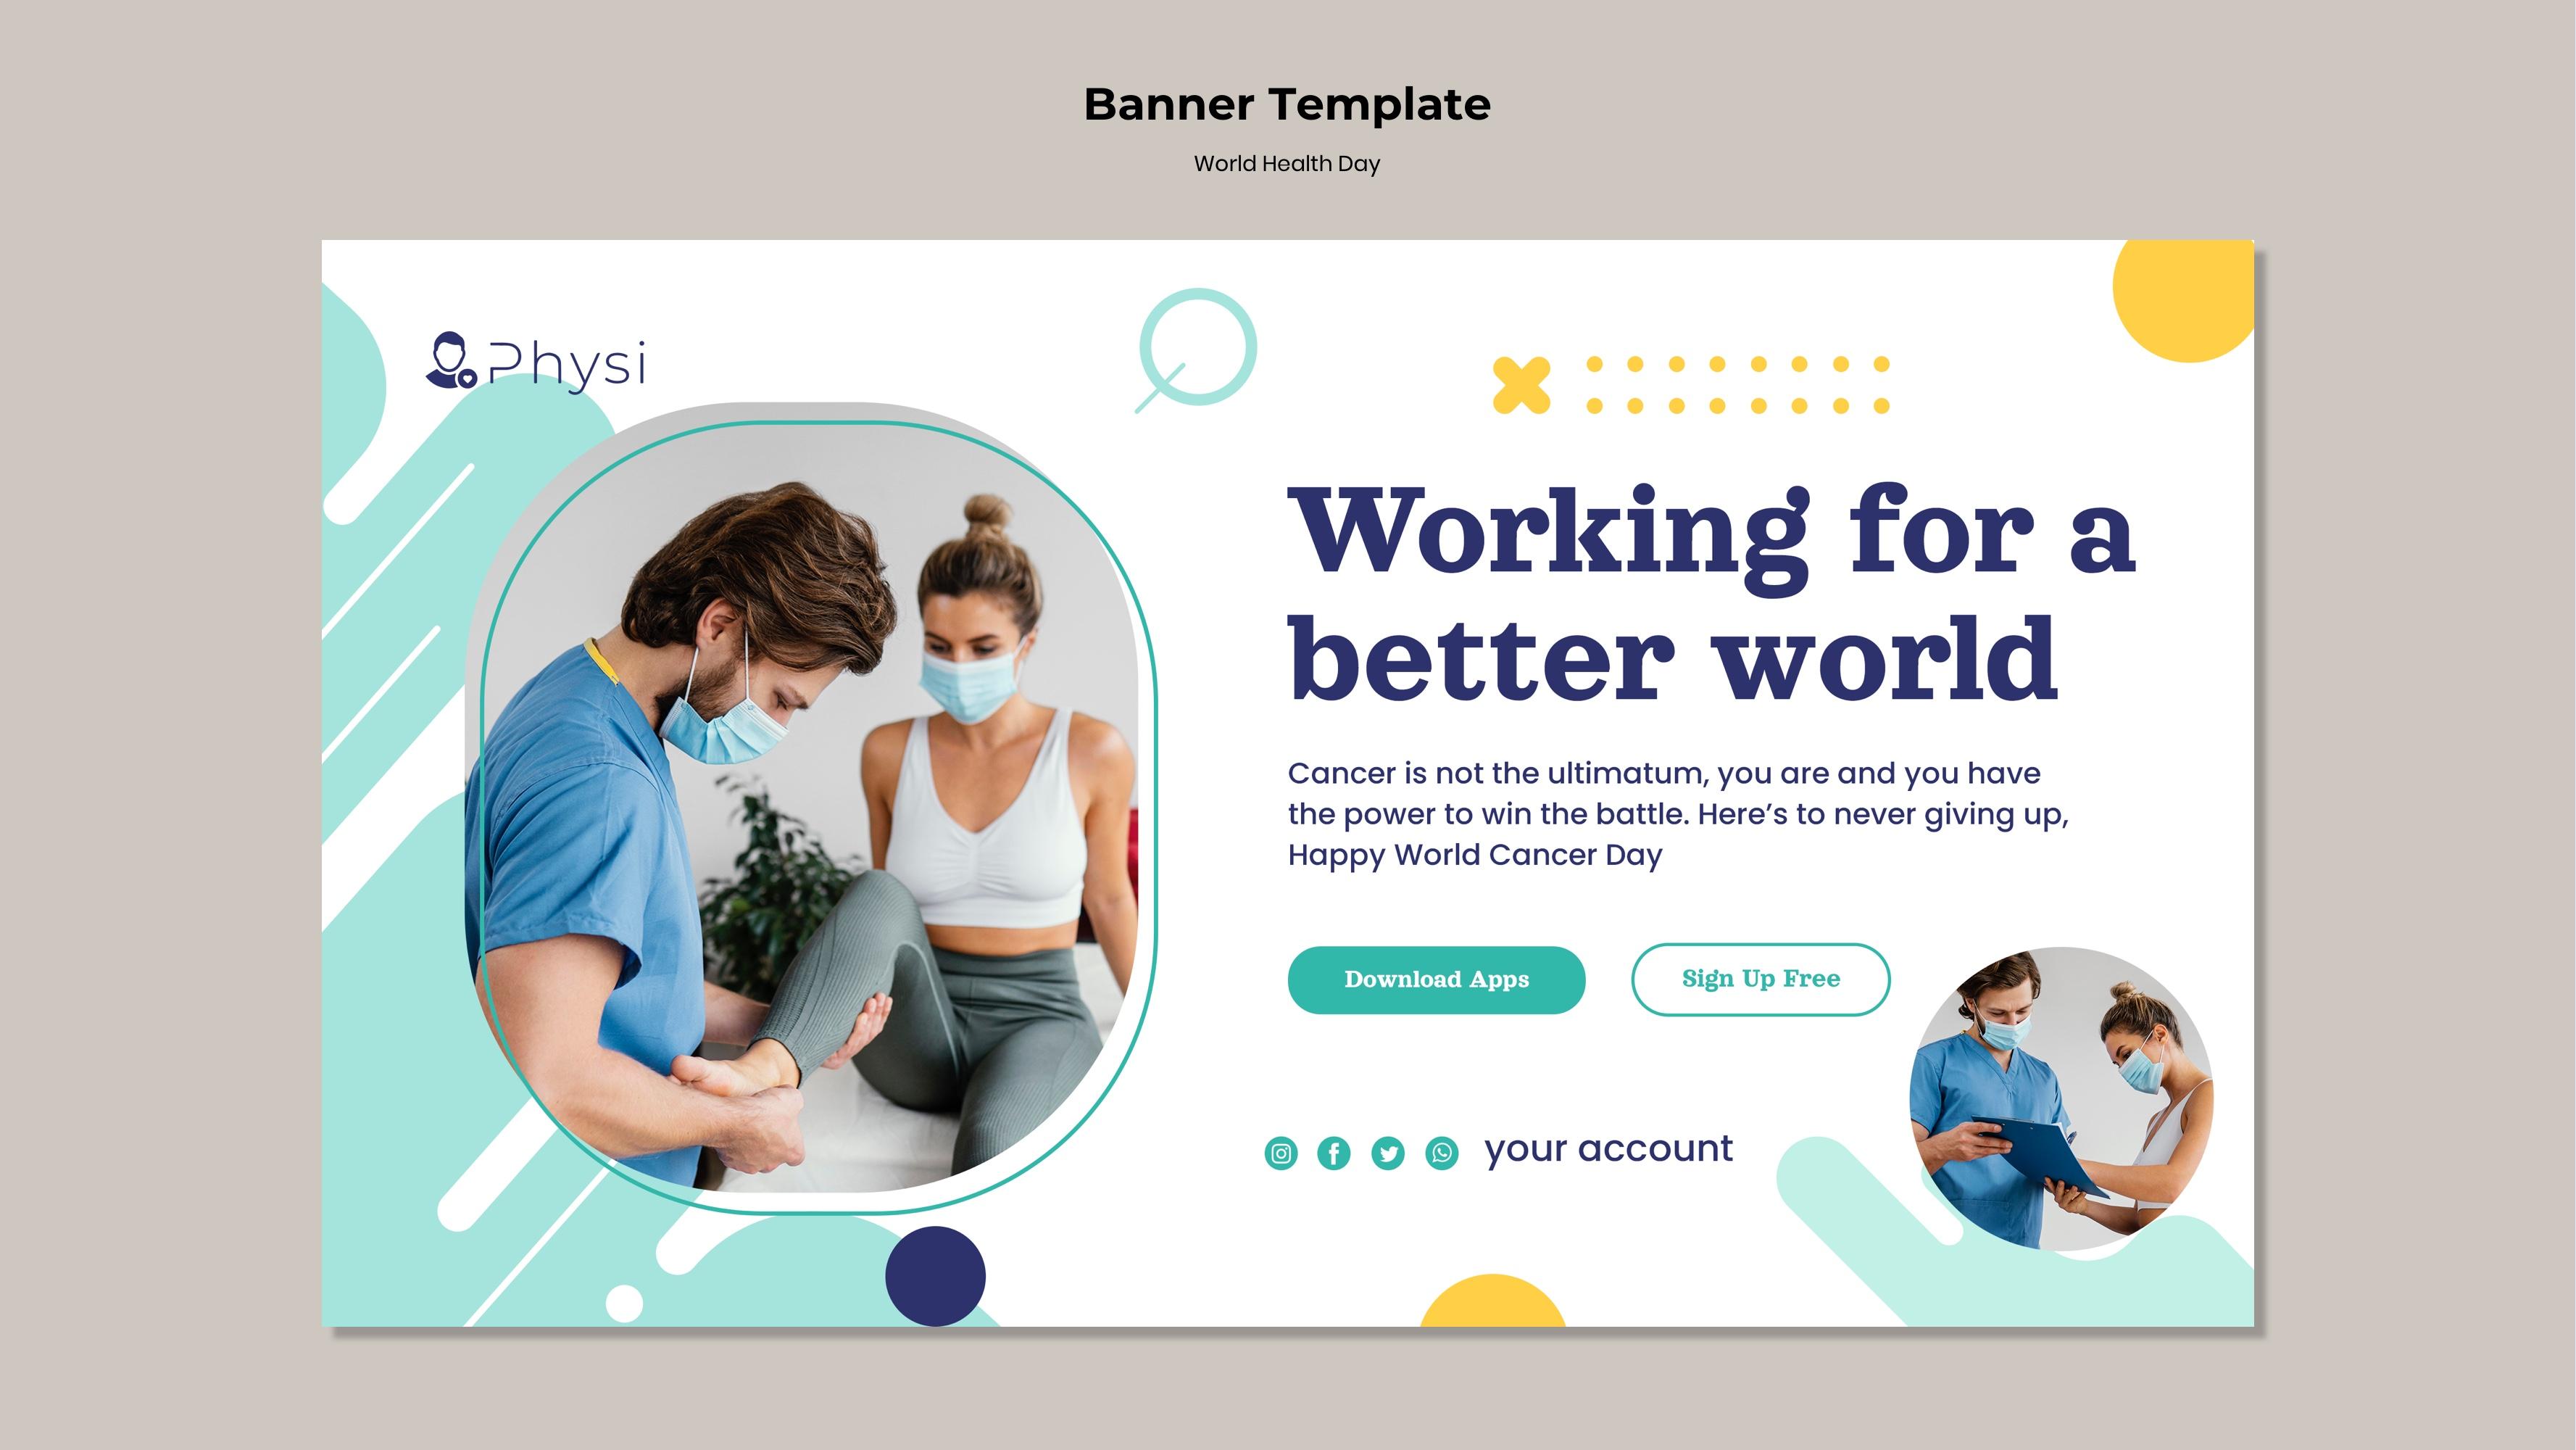 Banner Template
World Health Day
Physi
Working for a
better world
Cancer is not the ultimatum, you are and you have
the power to win the battle. Here’s to never giving up,
Happy World Cancer Day
Download Apps
Sign Up Free
your account